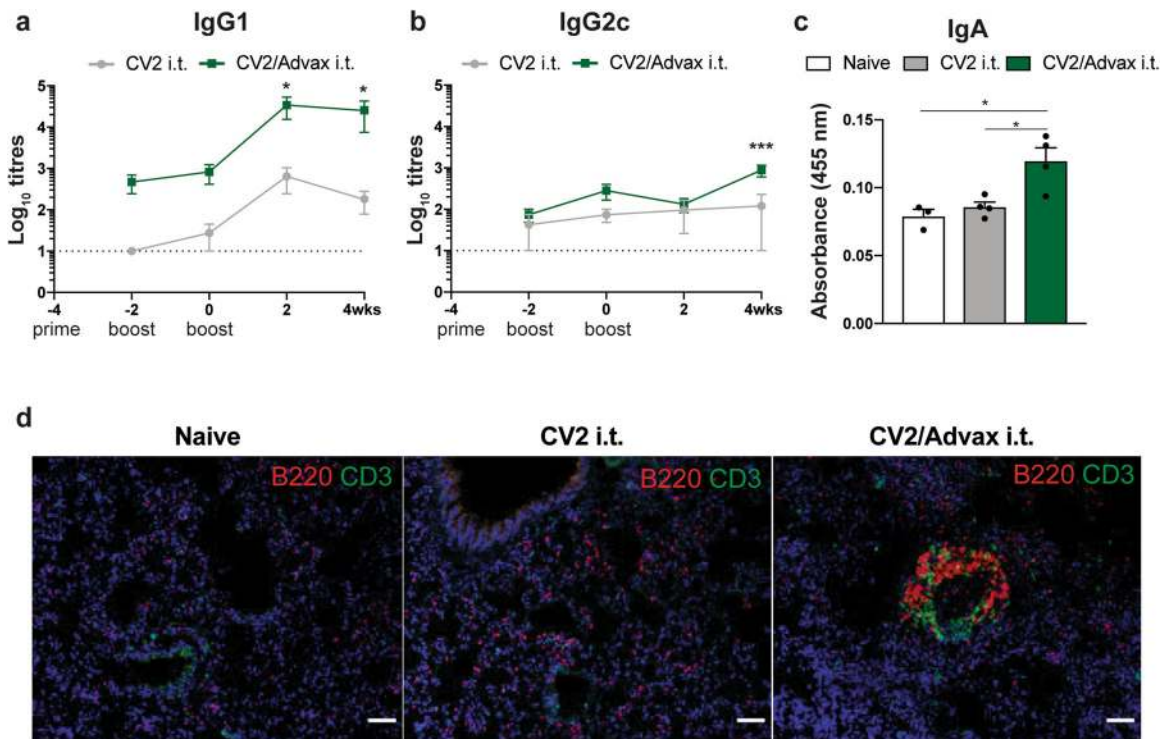 a
IgG1
CV2 i.t. CV2/Advax i.t.
Log10 titres
5
4
3
2
1
0
* *
-4 -2 0 2 4wks
prime boost boost
b
IgG2c
CV2 i.t. CV2/Advax i.t.
Log10 titres
5
4
3
2
1
0
***
-4 -2 0 2 4wks
prime boost boost
c
IgA
Naive CV2 i.t. CV2/Advax i.t.
Absorbance (455 nm)
0.15
0.10
0.05
0.00
*
*
d
Naive CV2 i.t. CV2/Advax i.t.
B220 CD3 B220 CD3 B220 CD3